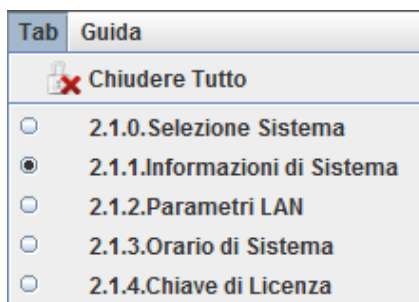 Tab Guida
Chiudere Tutto
2.1.0.Selezione Sistema
2.1.1.Informazioni di Sistema
2.1.2.Parametri LAN
2.1.3.Orario di Sistema
2.1.4.Chiave di Licenza